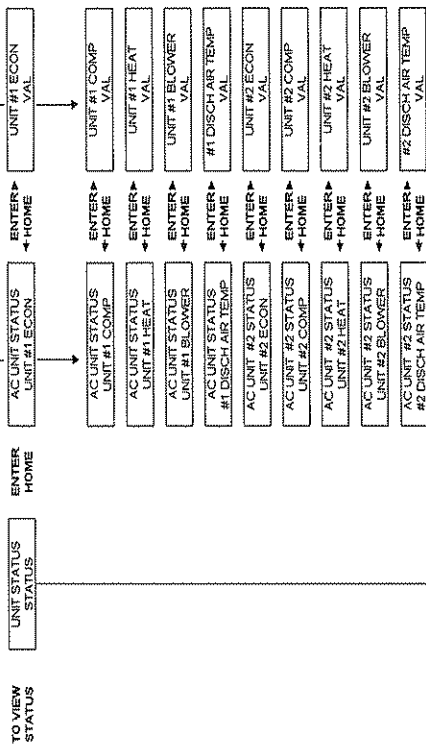 TO VIEW
STATUS
UNIT STATUS
STATUS
ENTER
HOME
AC UNIT STATUS
UNIT #1 ECON
ENTER►
◄ HOME
UNIT #1 ECON
VAL
AC UNIT STATUS
UNIT #1 COMP
ENTER►
◄ HOME
UNIT #1 COMP
VAL
AC UNIT STATUS
UNIT #1 HEAT
ENTER►
◄ HOME
UNIT #1 HEAT
VAL
AC UNIT STATUS
UNIT #1 BLOWER
ENTER►
◄ HOME
UNIT #1 BLOWER
VAL
AC UNIT STATUS
#1 DISCH AIR TEMP
ENTER►
◄ HOME
#1 DISCH AIR TEMP
VAL
AC UNIT #2 STATUS
UNIT #2 ECON
ENTER►
◄ HOME
UNIT #2 ECON
VAL
AC UNIT #2 STATUS
UNIT #2 COMP
ENTER►
◄ HOME
UNIT #2 COMP
VAL
AC UNIT #2 STATUS
UNIT #2 HEAT
ENTER►
◄ HOME
UNIT #2 HEAT
VAL
AC UNIT #2 STATUS
UNIT #2 BLOWER
ENTER►
◄ HOME
UNIT #2 BLOWER
VAL
AC UNIT #2 STATUS
#2 DISCH AIR TEMP
ENTER►
◄ HOME
#2 DISCH AIR TEMP
VAL